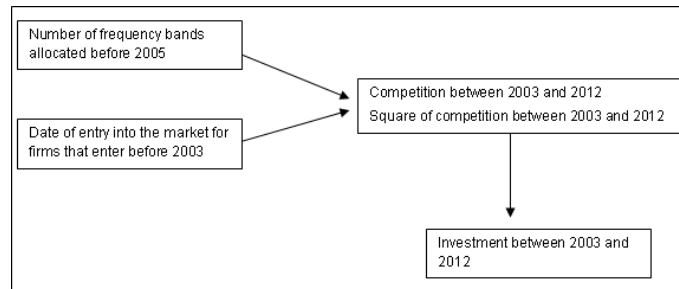 Number of frequency bands
allocated before 2005
Date of entry into the market for
firms that enter before 2003
Competition between 2003 and 2012
Square of competition between 2003 and 2012
Investment between 2003 and
2012